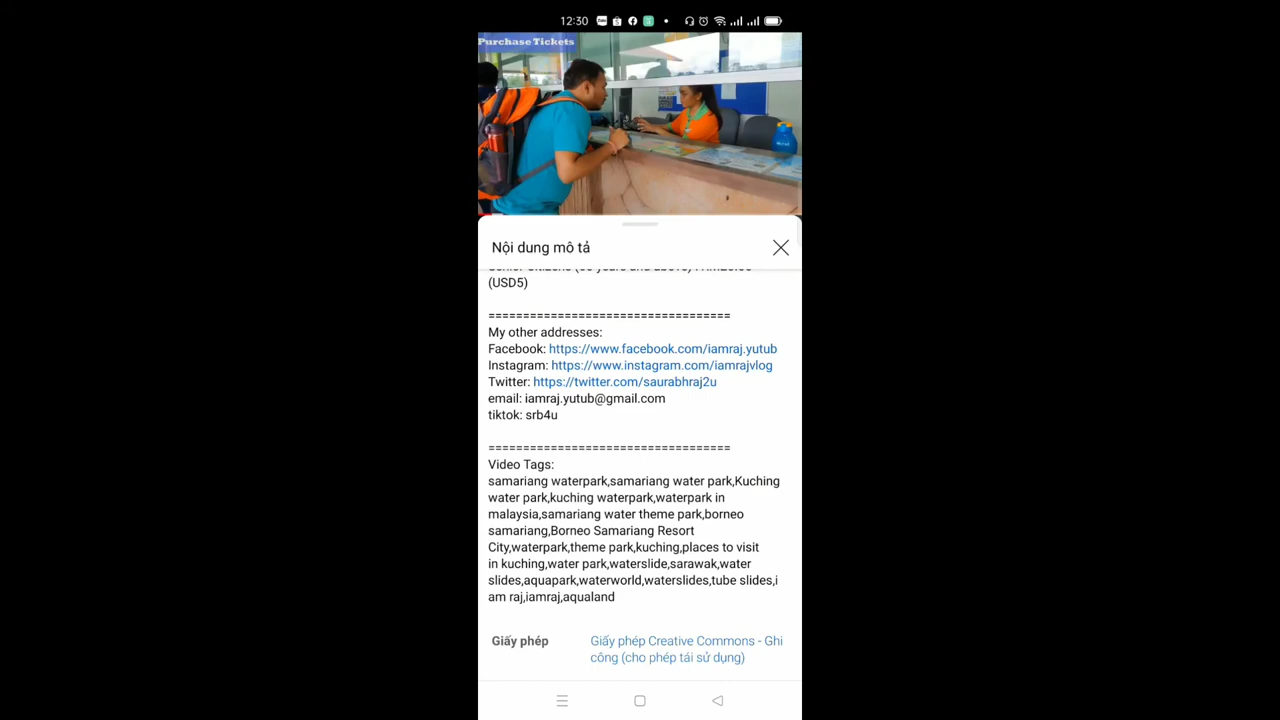 12:30
Purchase Tickets
Nội dung mô tả
(USD5)
===================================
My other addresses:
Facebook: https://www.facebook.com/iamraj.yutub
Instagram: https://www.instagram.com/iamrajvlog
Twitter: https://twitter.com/saurabhraj2u
email: iamraj.yutub@gmail.com
tiktok: srb4u
===================================
Video Tags:
samariang waterpark,samariang water park,Kuching
water park,kuching waterpark,waterpark in
malaysia,samariang water theme park,borneo
samariang,Borneo Samariang Resort
City,waterpark,theme park,kuching,places to visit
in kuching,water park,waterslide,sarawak,water
slides,aquapark,waterworld,waterslides,tube slides,i
am raj,iamraj,aqualand
Giấy phép
Giấy phép Creative Commons - Ghi
công (cho phép tái sử dụng)